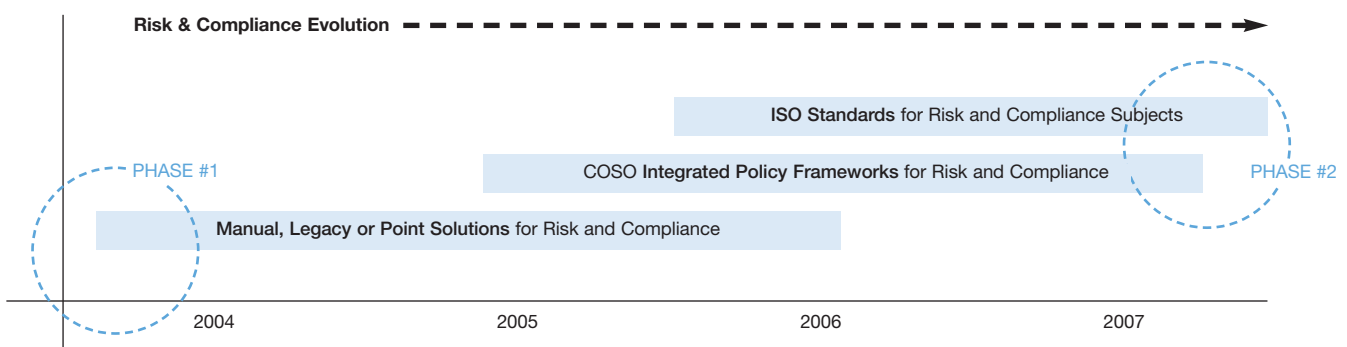 Risk & Compliance Evolution
ISO Standards for Risk and Compliance Subjects
PHASE #1
COSO Integrated Policy Frameworks for Risk and Compliance
PHASE #2
Manual, Legacy or Point Solutions for Risk and Compliance
2004
2005
2006
2007